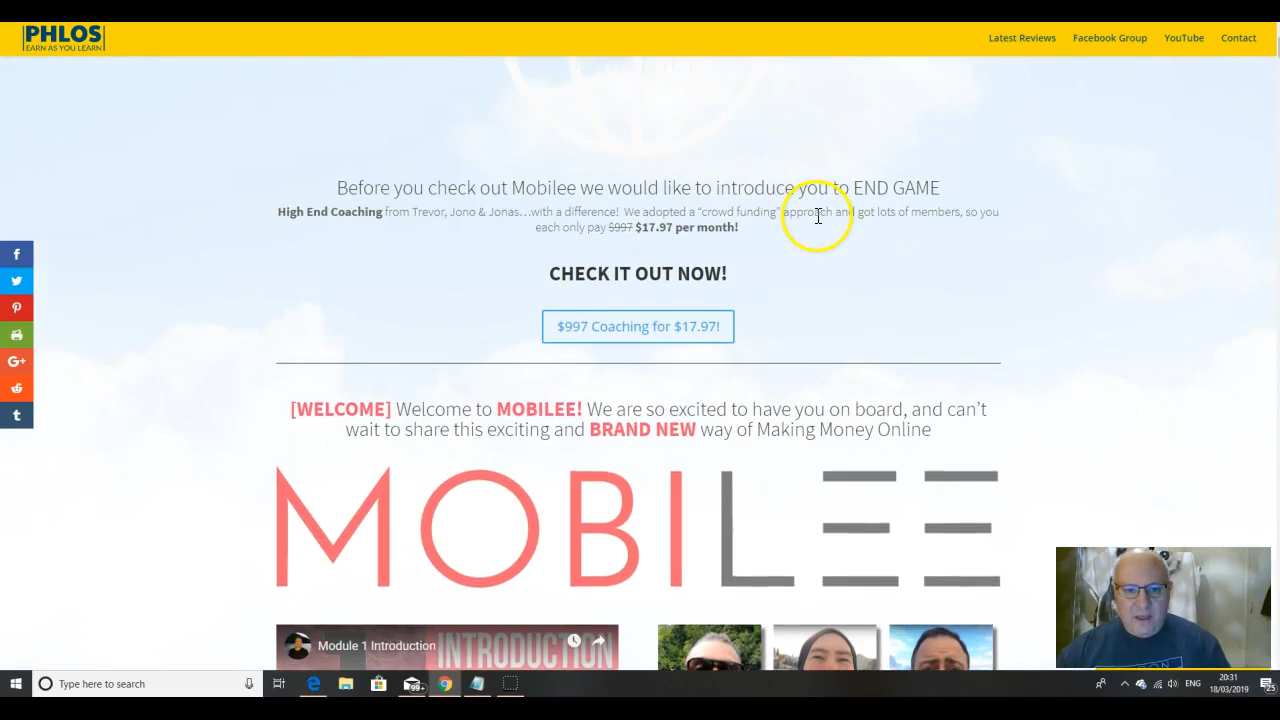 PHLOS
EARN AS YOU LEARN
Latest Reviews
Facebook Group
YouTube
Contact
Before you check out Mobilee we would like to introduce you to END GAME
High End Coaching from Trevor, Jono & Jonas...with a difference! We adopted a “crowd funding” approach and got lots of members, so you
each only pay $997 $17.97 per month!
CHECK IT OUT NOW!
$997 Coaching for $17.97!
[WELCOME] Welcome to MOBILEE! We are so excited to have you on board, and can’t
wait to share this exciting and BRAND NEW way of Making Money Online
MOBILEE
Module 1 Introduction
INTRODUCTION
Type here to search
99+
ENG
20:31
18/03/2019
25